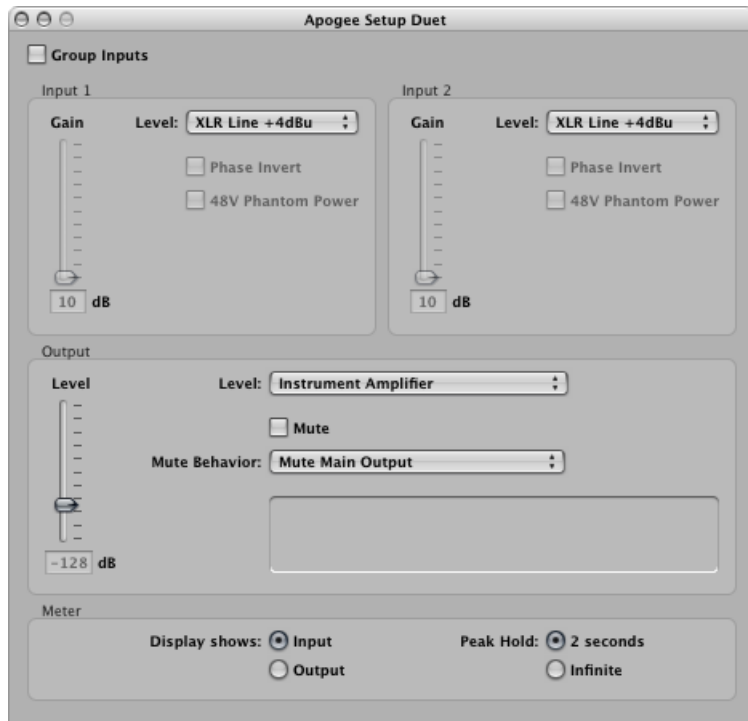 Apogee Setup Duet
Group Inputs
Input 1
Gain
Level: XLR Line +4dBu
Phase Invert
48V Phantom Power
10 dB
Input 2
Gain
Level: XLR Line +4dBu
Phase Invert
48V Phantom Power
10 dB
Output
Level
Level: Instrument Amplifier
Mute
Mute Behavior: Mute Main Output
-128 dB
Meter
Display shows: Input
Output
Peak Hold: 2 seconds
Infinite